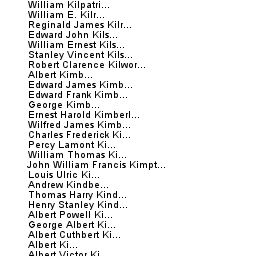 William Kilpatri...
William E. Kilr...
Reginald James Kilr...
Edward John Kils...
William Ernest Kils...
Stanley Vincent Kils...
Robert Clarence Kilwor...
Albert Kimb...
Edward James Kimb...
Edward Frank Kimb...
George Kimb...
Ernest Harold Kimberl...
Wilfred James Kimb...
Charles Frederick Ki...
Percy Lamont Ki...
William Thomas Ki...
John William Francis Kimpt...
Louis Ulric Ki...
Andrew Kindbe...
Thomas Harry Kind...
Henry Stanley Kind...
Albert Powell Ki...
George Albert Ki...
Albert Cuthbert Ki...
Albert Ki...
Albert Victor Ki...